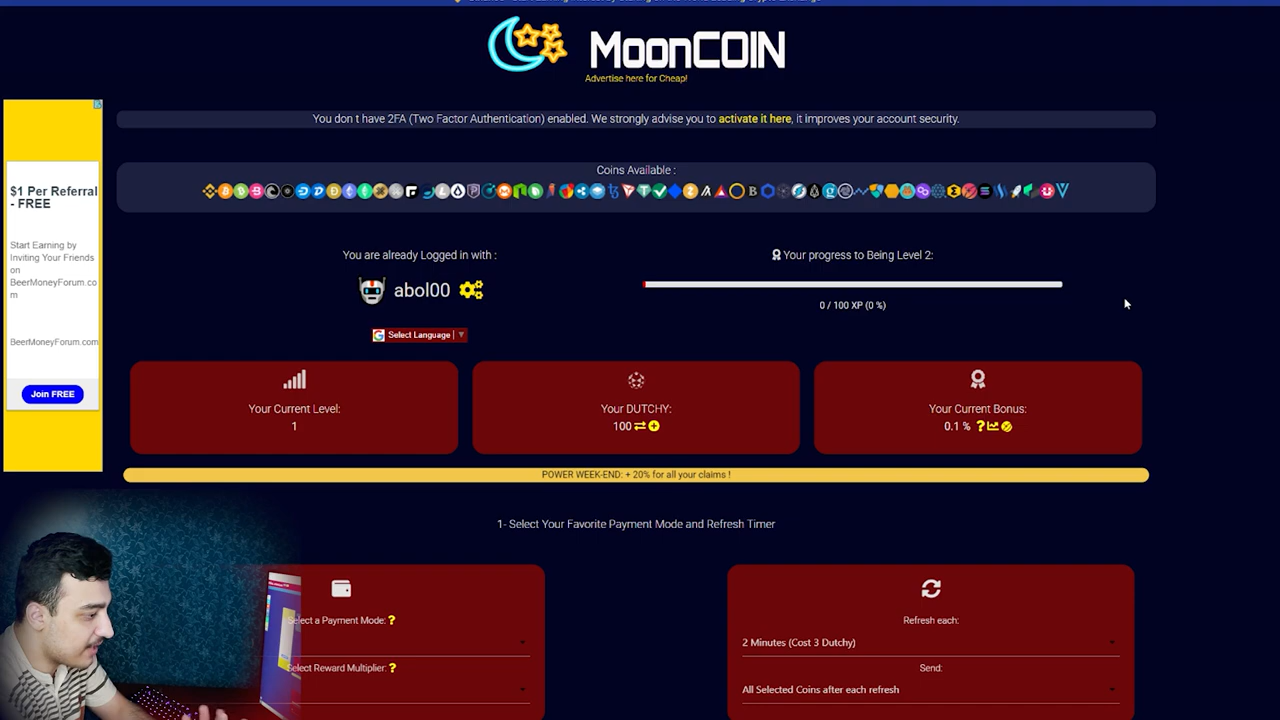 MoonCOIN
Advertise here for Cheap!
You don t have 2FA (Two Factor Authentication) enabled. We strongly advise you to activate it here, it improves your account security.
Coins Available :
$1 Per Referral
- FREE
Start Earning by
Inviting Your Friends
on
BeerMoneyForum.co
m
BeerMoneyForum.com
Join FREE
You are already Logged in with :
abol00
Select Language
Your progress to Being Level 2:
0 / 100 XP (0 %)
Your Current Level:
1
Your DUTCHY:
100
Your Current Bonus:
0.1 % ?
POWER WEEK-END: + 20% for all your claims !
1- Select Your Favorite Payment Mode and Refresh Timer
Select a Payment Mode: ?
Select Reward Multiplier: ?
Refresh each:
2 Minutes (Cost 3 Dutchy)
Send:
All Selected Coins after each refresh